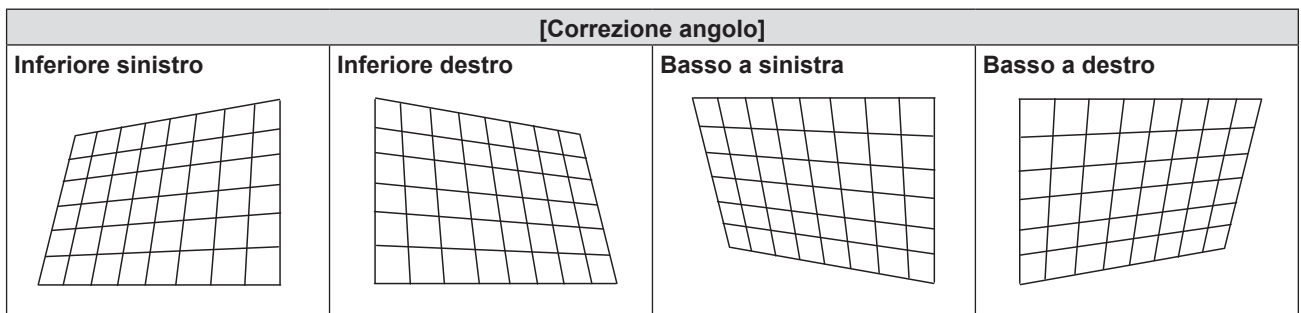 [Correzione angolo]
Inferiore sinistro
Inferiore destro
Basso a sinistra
Basso a destro